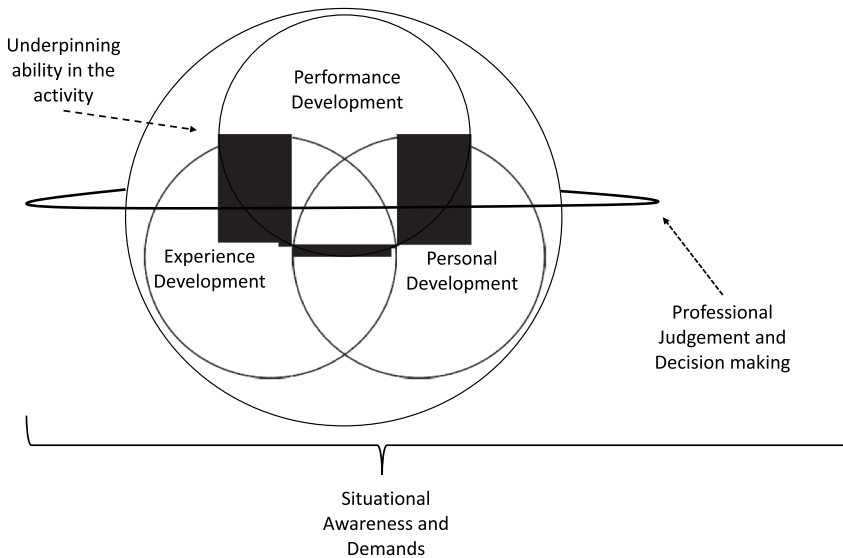 Underpinning
ability in the
activity
Performance
Development
Experience
Development
Personal
Development
Professional
Judgement and
Decision making
Situational
Awareness and
Demands